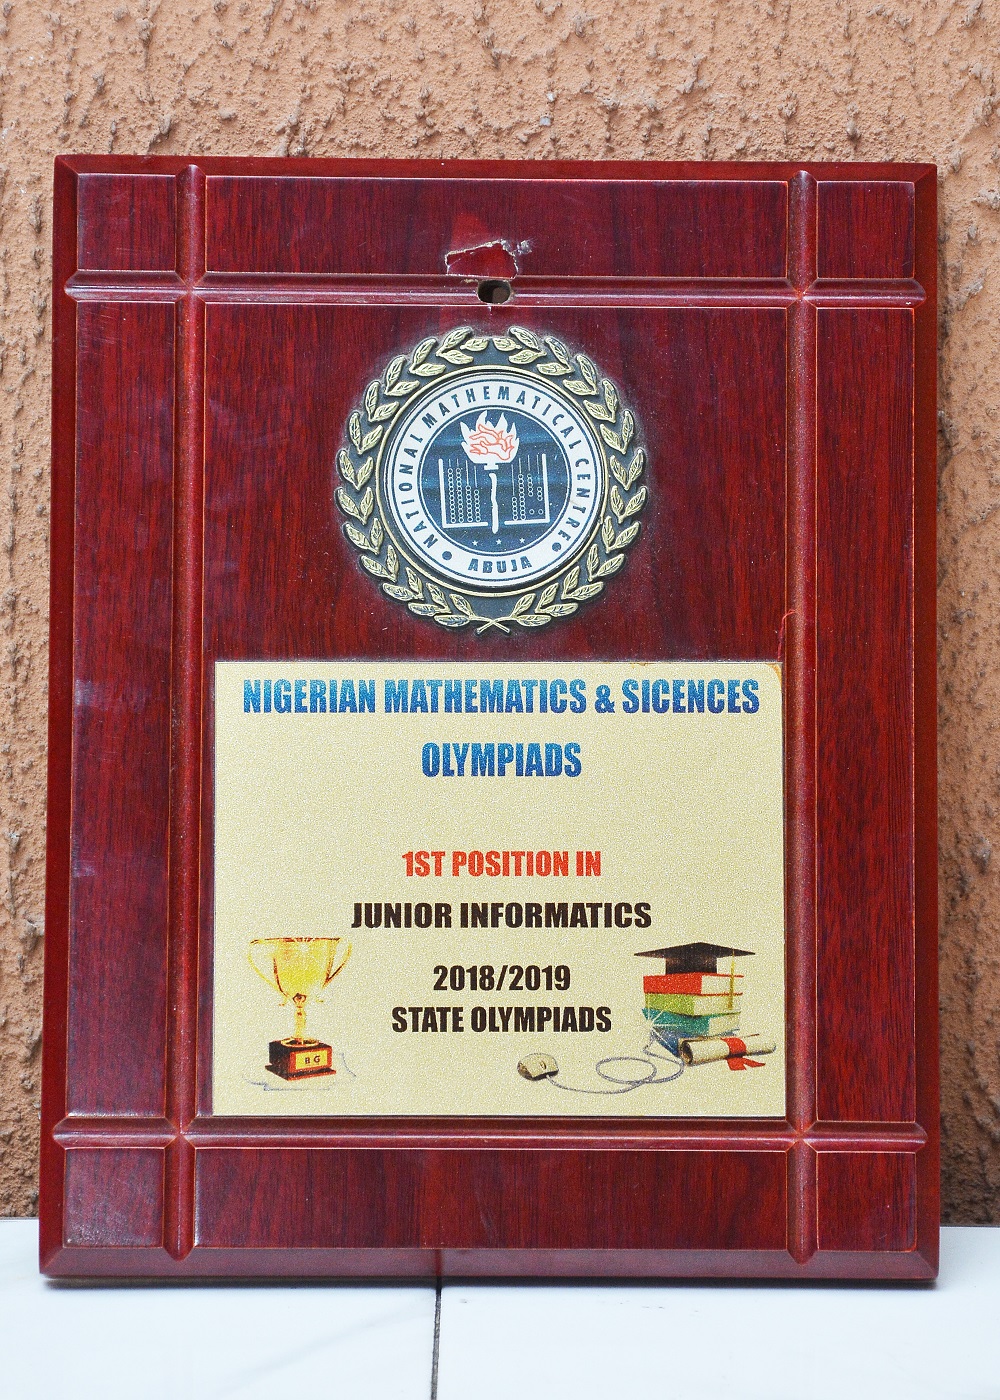 NATIONAL MATHEMATICAL CENTRE
ABUJA
NIGERIAN MATHEMATICS & SICENCES
OLYMPIADS
1ST POSITION IN
JUNIOR INFORMATICS
2018/2019
STATE OLYMPIADS
BG